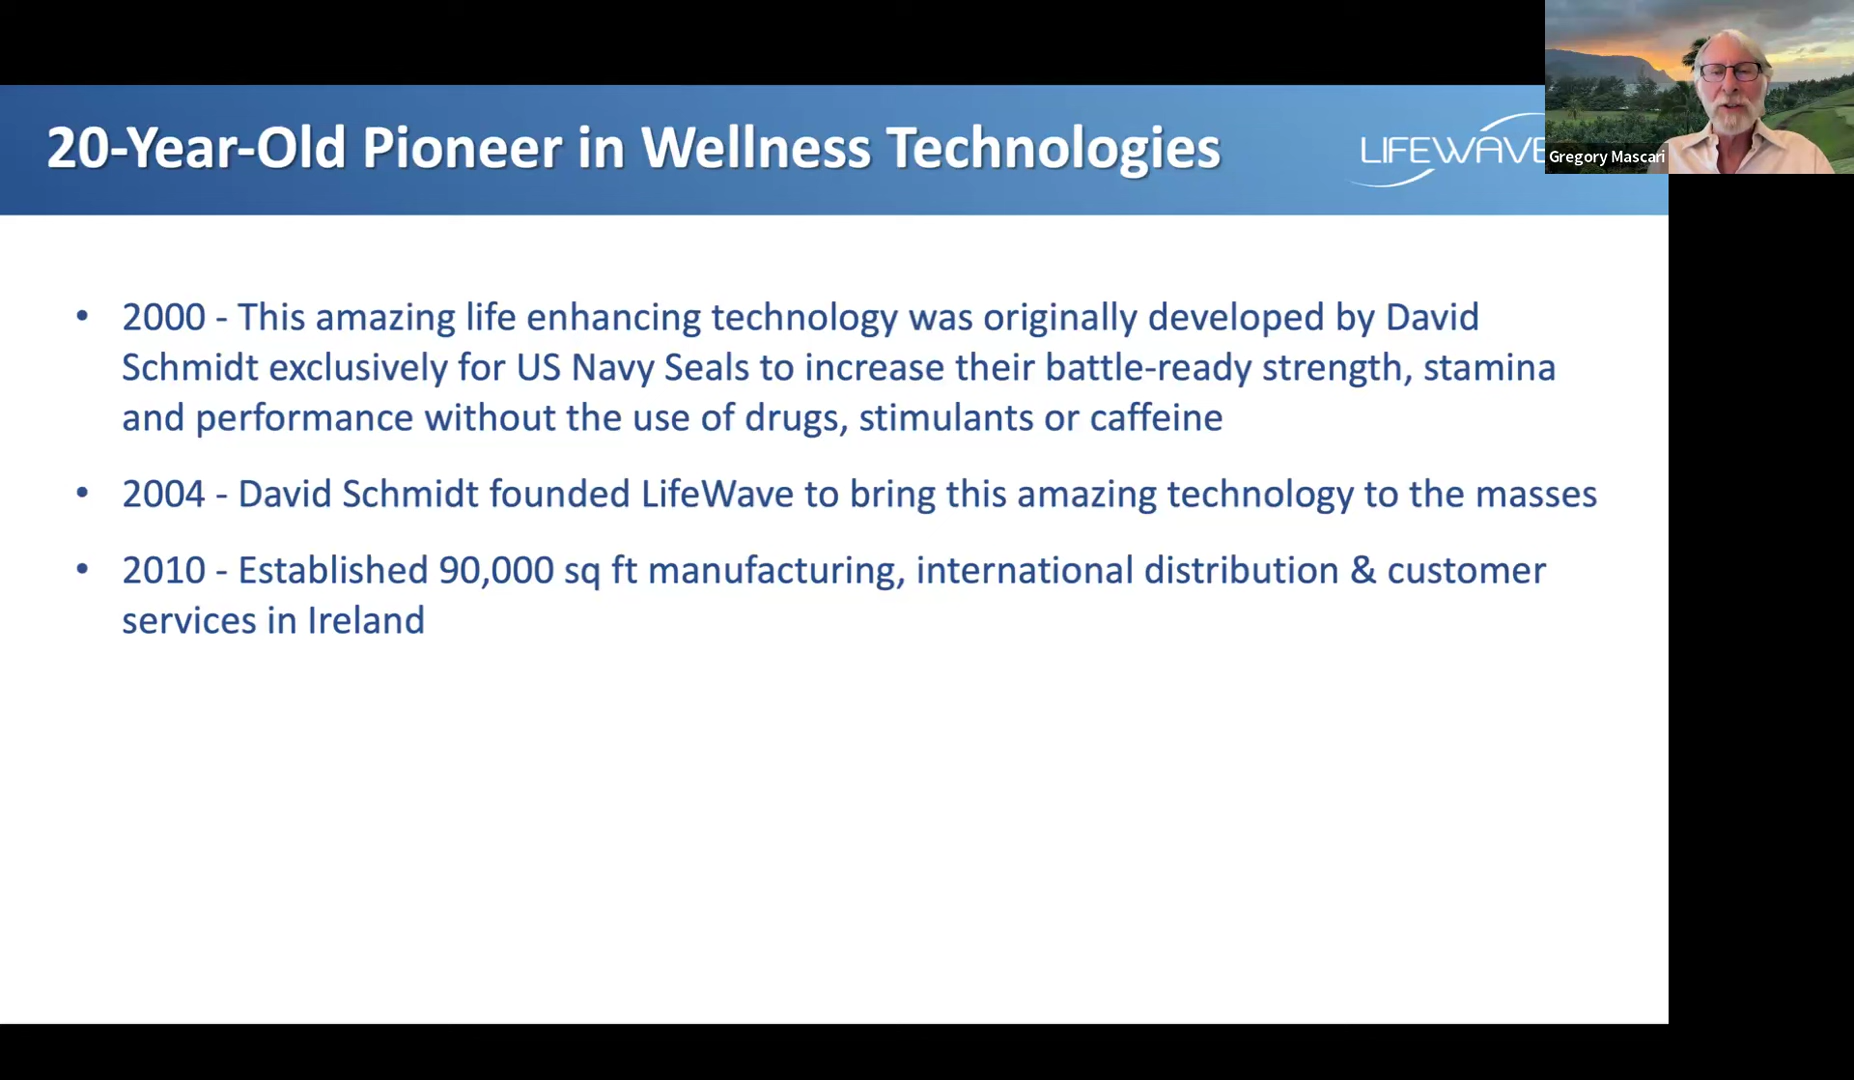 20-Year-Old Pioneer in Wellness Technologies
LIFEWAVE
Gregory Mascari
• 2000 - This amazing life enhancing technology was originally developed by David
Schmidt exclusively for US Navy Seals to increase their battle-ready strength, stamina
and performance without the use of drugs, stimulants or caffeine
• 2004 - David Schmidt founded LifeWave to bring this amazing technology to the masses
• 2010 - Established 90,000 sq ft manufacturing, international distribution & customer
services in Ireland